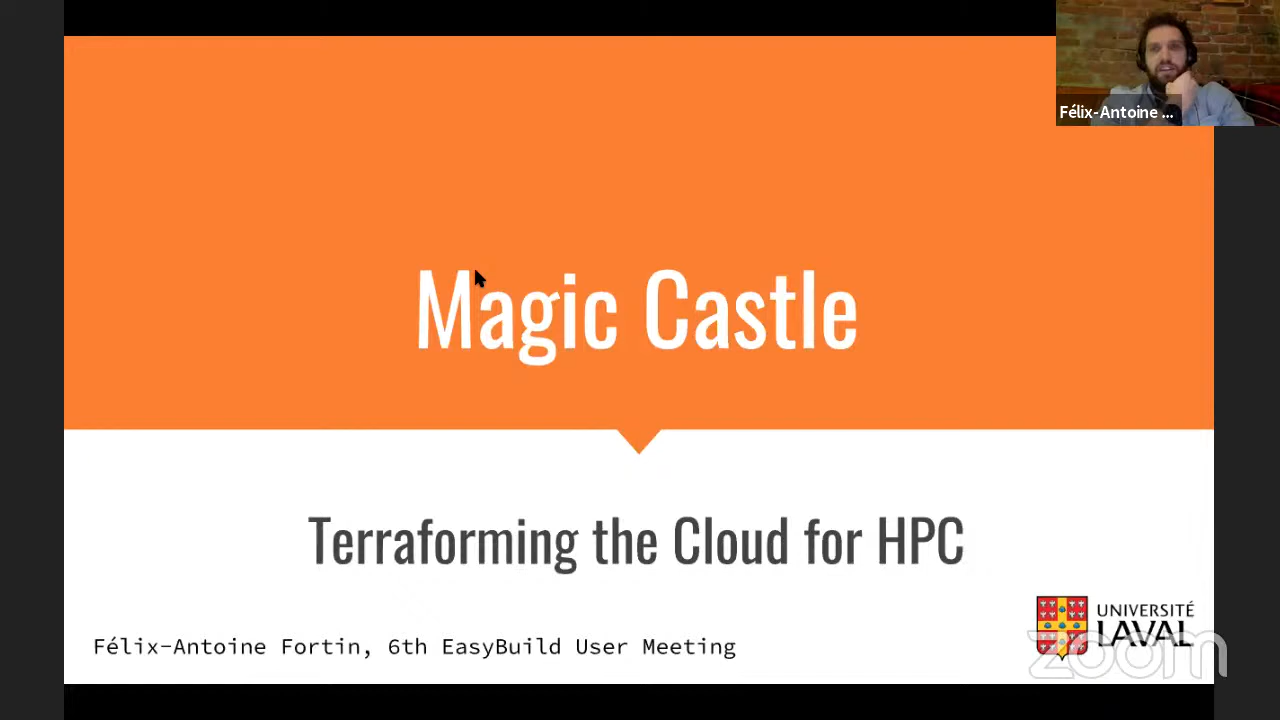 Félix-Antoine ...
Magic Castle
Terraforming the Cloud for HPC
UNIVERSITÉ
LAVAL
Félix-Antoine Fortin, 6th EasyBuild User Meeting
zoom